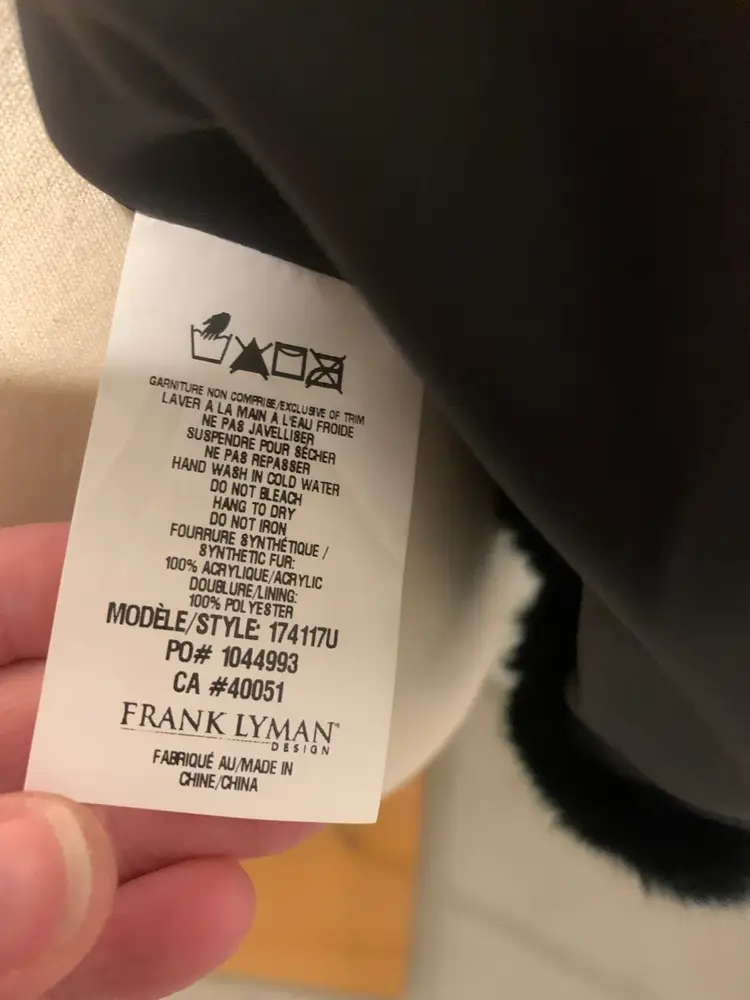 GARNITURE NON COMPRISE/EXCLUSIVE OF TRIM
LAVER À LA MAIN À L'EAU FROIDE
NE PAS JAVELLISER
SUSPENDRE POUR SÉCHER
NE PAS REPASSER
HAND WASH IN COLD WATER
DO NOT BLEACH
HANG TO DRY
DO NOT IRON
FOURRURE SYNTHÉTIQUE /
SYNTHETIC FUR:
100% ACRYLIQUE/ACRYLIC
DOUBLURE/LINING:
100% POLYESTER
MODÈLE/STYLE: 174117U
PO# 1044993
CA #40051
FRANK LYMAN
DESIGN
FABRIQUÉ AU/MADE IN
CHINE/CHINA